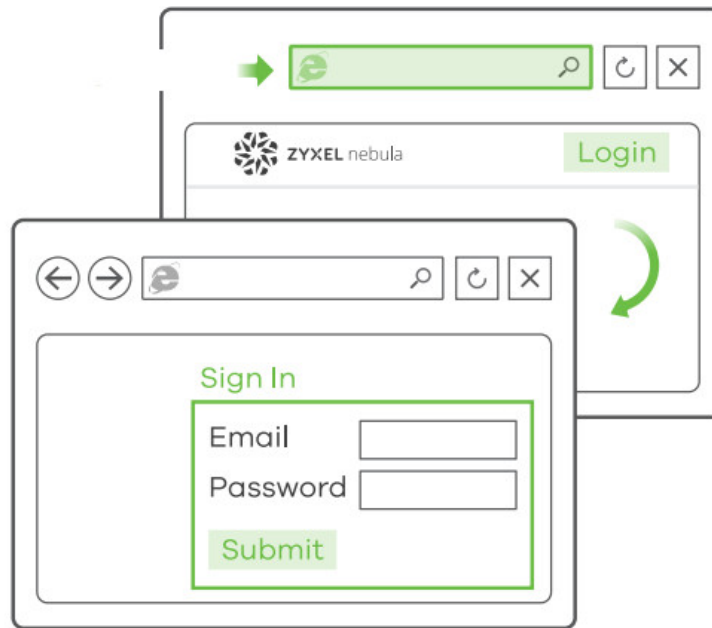 ZYXEL nebula
Login
Sign In
Email
Password
Submit